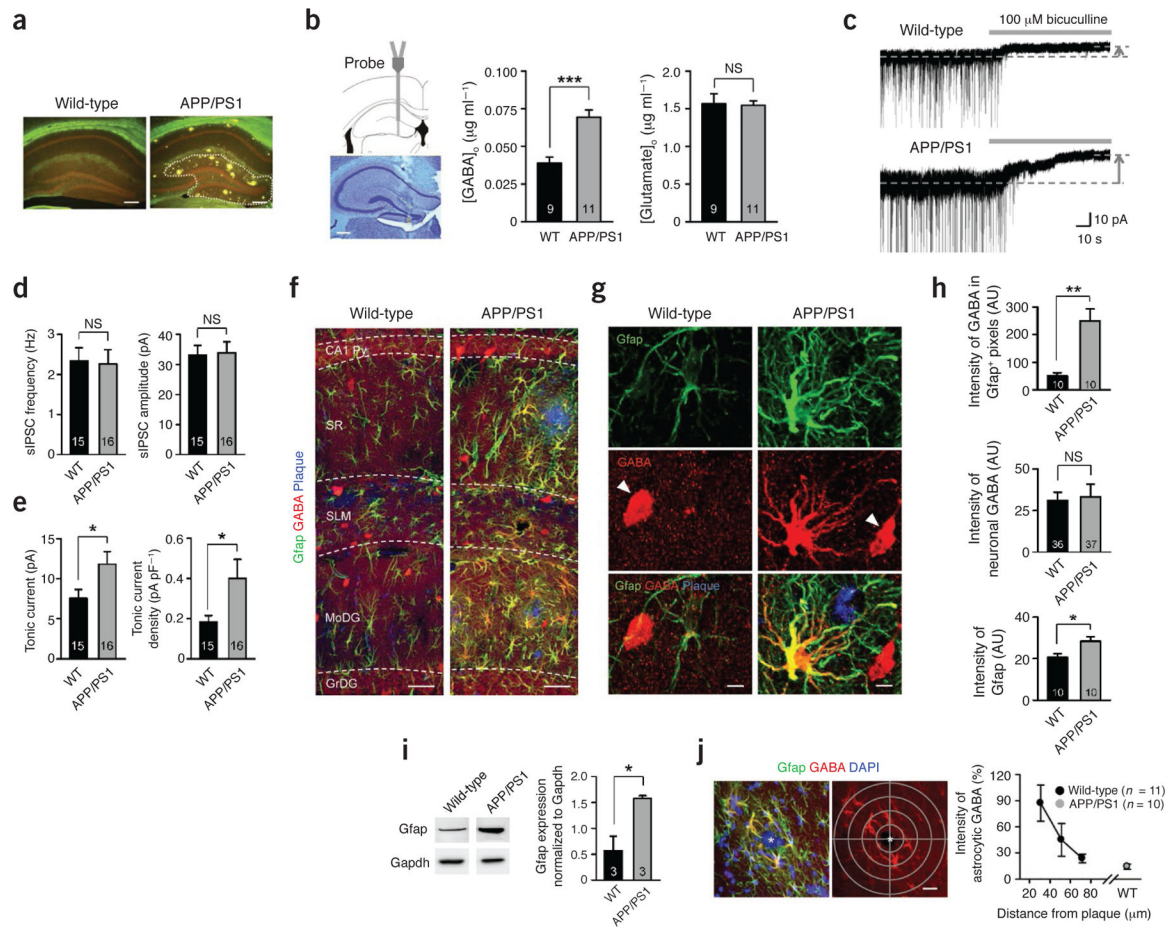 a
Wild-type
APP/PS1
b
Probe
[GABA]o (μg ml−1)
0.100
0.075
0.050
0.025
0
***
9
11
WT APP/PS1
[Glutamate]o (μg ml−1)
2.0
1.5
1.0
0.5
0
NS
9
11
WT APP/PS1
c
100 μM bicuculline
Wild-type
APP/PS1
10 pA
10 s
d
sIPSC frequency (Hz)
3
2
1
0
NS
15
16
WT
APP/PS1
sIPSC amplitude (pA)
40
30
20
10
0
NS
15
16
WT
APP/PS1
e
Tonic current (pA)
15
10
5
0
*
15
16
WT
APP/PS1
Tonic current
density (pA pF−1)
0.6
0.4
0.2
0
*
15
16
WT
APP/PS1
f
Wild-type
APP/PS1
Gfap GABA Plaque
CA1 Py
SR
SLM
MoDG
GrDG
g
Wild-type
APP/PS1
Gfap
GABA
Gfap GABA Plaque
h
Intensity of GABA in
Gfap+ pixels (AU)
300
200
100
0
**
10
10
WT
APP/PS1
Intensity of
neuronal GABA (AU)
50
25
0
NS
36
37
WT
APP/PS1
Intensity of
Gfap (AU)
40
20
0
*
10
10
WT
APP/PS1
i
Wild-type
APP/PS1
Gfap
Gapdh
Gfap expression
normalized to Gapdh
2.0
1.5
1.0
0.5
0
*
3
3
WT
APP/PS1
j
Gfap GABA DAPI
*
*
Intensity of
astrocytic GABA (%)
120
90
60
30
0
Wild-type (n = 11)
APP/PS1 (n = 10)
20 40 60 80 WT
Distance from plaque (μm)